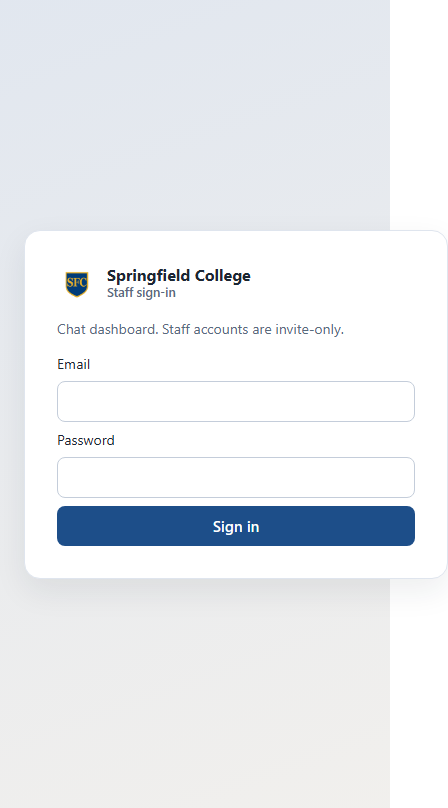 SFC
Springfield College
Staff sign-in
Chat dashboard. Staff accounts are invite-only.
Email
Password
Sign in